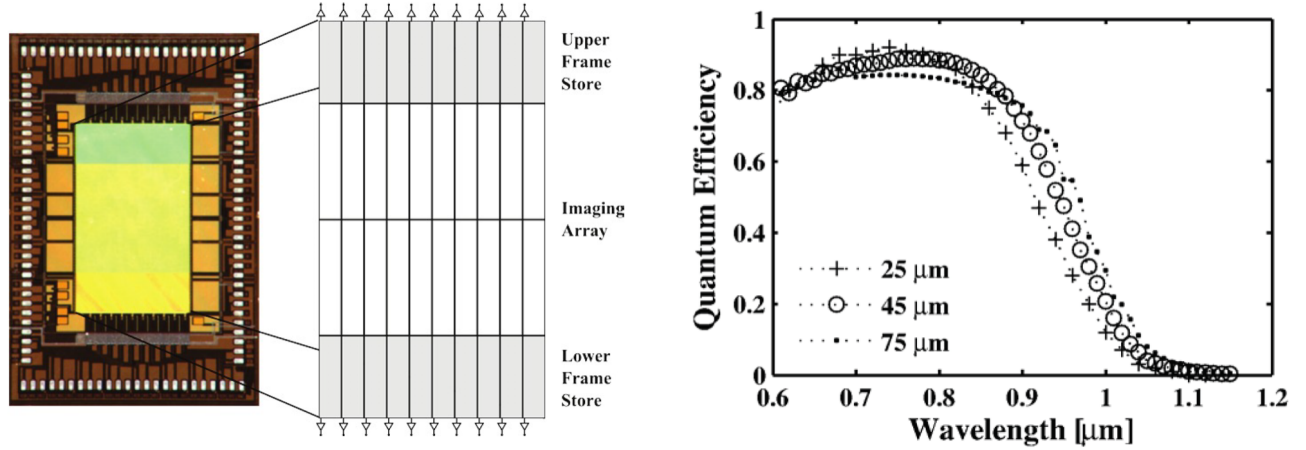 Upper
Frame
Store
Imaging
Array
Lower
Frame
Store
Quantum Efficiency
1
0.8
0.6
0.4
0.2
0
25 μm
45 μm
75 μm
0.6
0.7
0.8
0.9
1
1.1
1.2
Wavelength [μm]